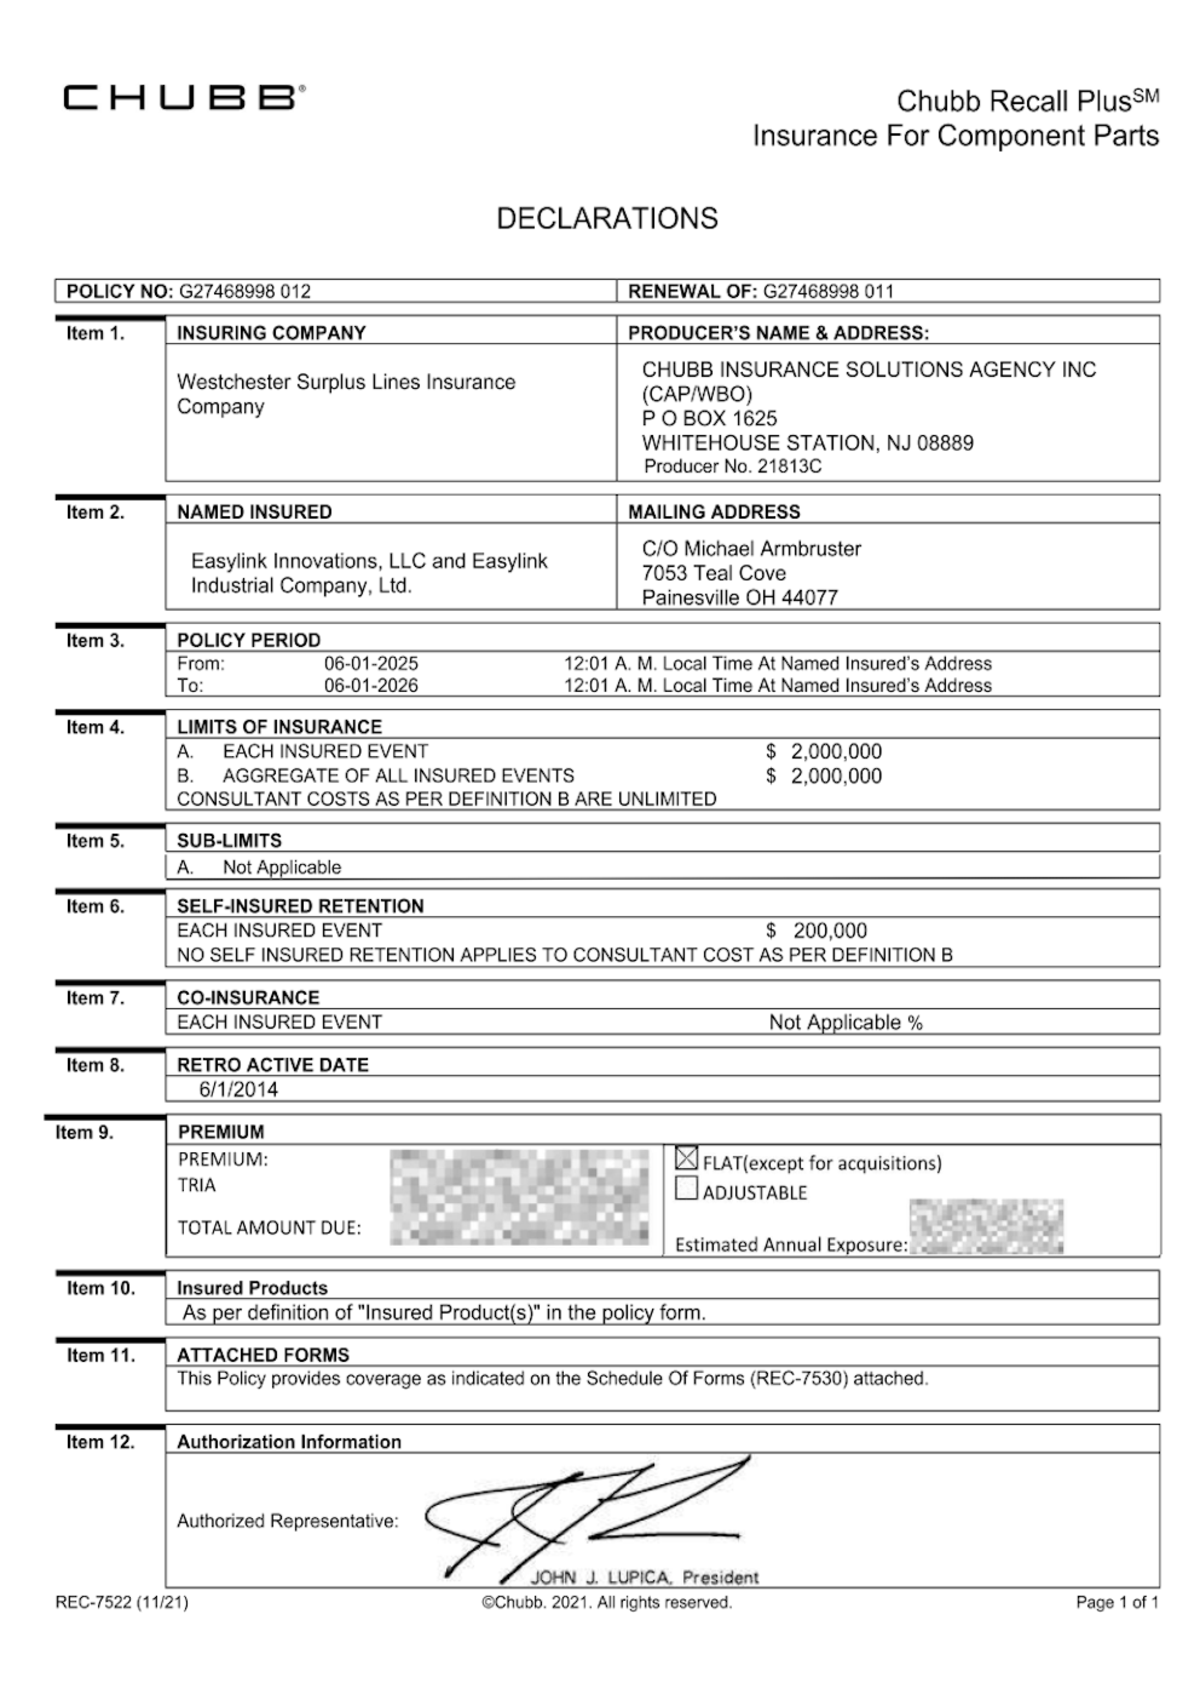 CHUBB®
Chubb Recall Plus℠
Insurance For Component Parts
DECLARATIONS
POLICY NO: G27468998 012 RENEWAL OF: G27468998 011
Item 1. INSURING COMPANY PRODUCER'S NAME & ADDRESS:
Westchester Surplus Lines Insurance
Company
CHUBB INSURANCE SOLUTIONS AGENCY INC
(CAP/WBO)
P O BOX 1625
WHITEHOUSE STATION, NJ 08889
Producer No. 21813C
Item 2. NAMED INSURED MAILING ADDRESS
Easylink Innovations, LLC and Easylink
Industrial Company, Ltd.
C/O Michael Armbruster
7053 Teal Cove
Painesville OH 44077
Item 3. POLICY PERIOD
From: 06-01-2025 12:01 A. M. Local Time At Named Insured's Address
To: 06-01-2026 12:01 A. M. Local Time At Named Insured's Address
Item 4. LIMITS OF INSURANCE
A. EACH INSURED EVENT $ 2,000,000
B. AGGREGATE OF ALL INSURED EVENTS $ 2,000,000
CONSULTANT COSTS AS PER DEFINITION B ARE UNLIMITED
Item 5. SUB-LIMITS
A. Not Applicable
Item 6. SELF-INSURED RETENTION
EACH INSURED EVENT $ 200,000
NO SELF INSURED RETENTION APPLIES TO CONSULTANT COST AS PER DEFINITION B
Item 7. CO-INSURANCE
EACH INSURED EVENT Not Applicable %
Item 8. RETRO ACTIVE DATE
6/1/2014
Item 9. PREMIUM
PREMIUM:
TRIA
TOTAL AMOUNT DUE:
☒ FLAT(except for acquisitions)
☐ ADJUSTABLE
Estimated Annual Exposure:
Item 10. Insured Products
As per definition of "Insured Product(s)" in the policy form.
Item 11. ATTACHED FORMS
This Policy provides coverage as indicated on the Schedule Of Forms (REC-7530) attached.
Item 12. Authorization Information
Authorized Representative:
JOHN J. LUPICA, President
REC-7522 (11/21) ©Chubb. 2021. All rights reserved. Page 1 of 1